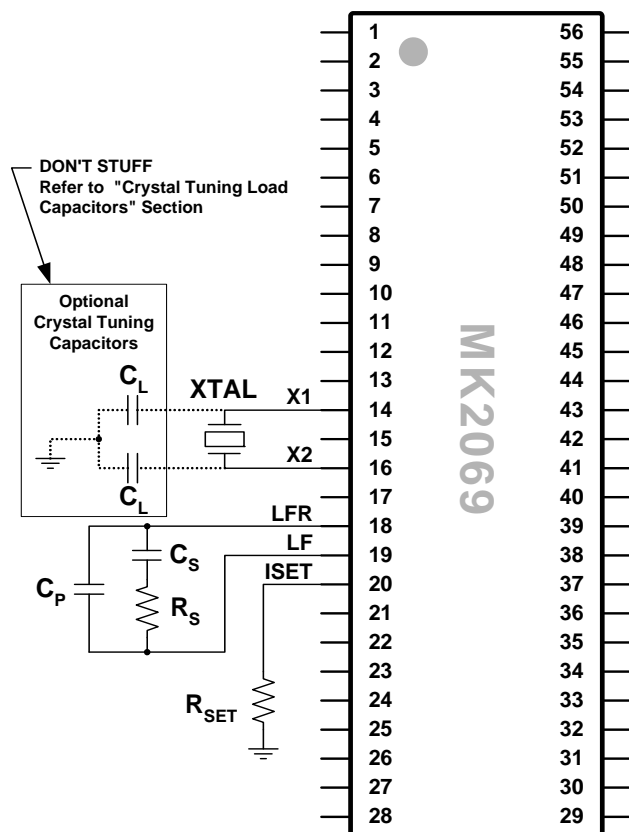 DON'T STUFF
Refer to "Crystal Tuning Load
Capacitors" Section
Optional
Crystal Tuning
Capacitors
CL
CL
XTAL
X1
X2
LFR
LF
ISET
CS
CP
RS
RSET
MK2069
1 56
2 55
3 54
4 53
5 52
6 51
7 50
8 49
9 48
10 47
11 46
12 45
13 44
14 43
15 42
16 41
17 40
18 39
19 38
20 37
21 36
22 35
23 34
24 33
25 32
26 31
27 30
28 29